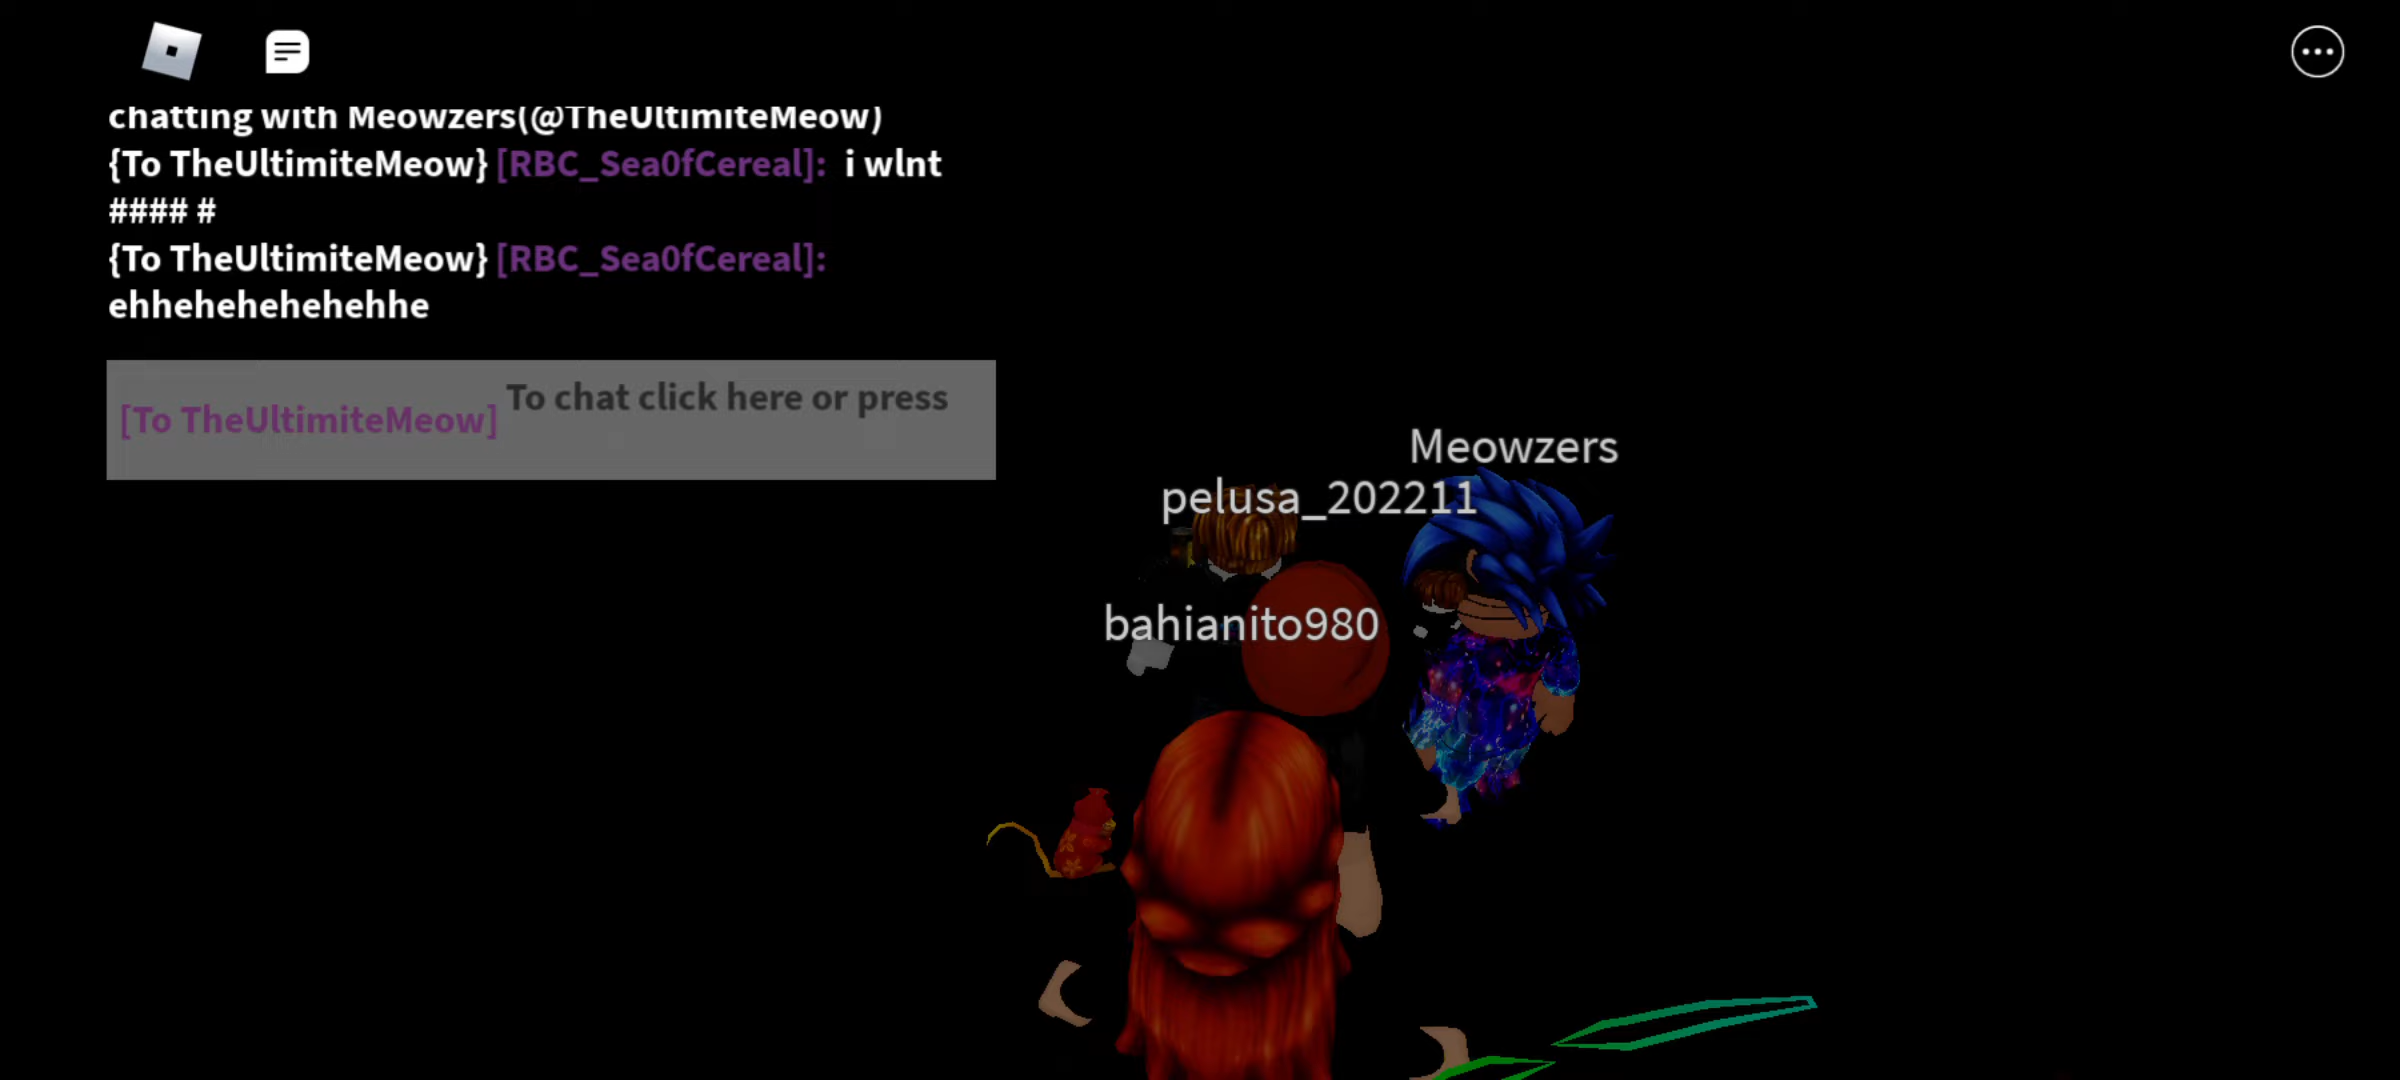 chatting with Meowzers(@TheUltimiteMeow)
{To TheUltimiteMeow} [RBC_Sea0fCereal]: i wlnt
#### #
{To TheUltimiteMeow} [RBC_Sea0fCereal]:
ehhehehehehehhe
[To TheUltimiteMeow] To chat click here or press
Meowzers
pelusa_202211
bahianito980